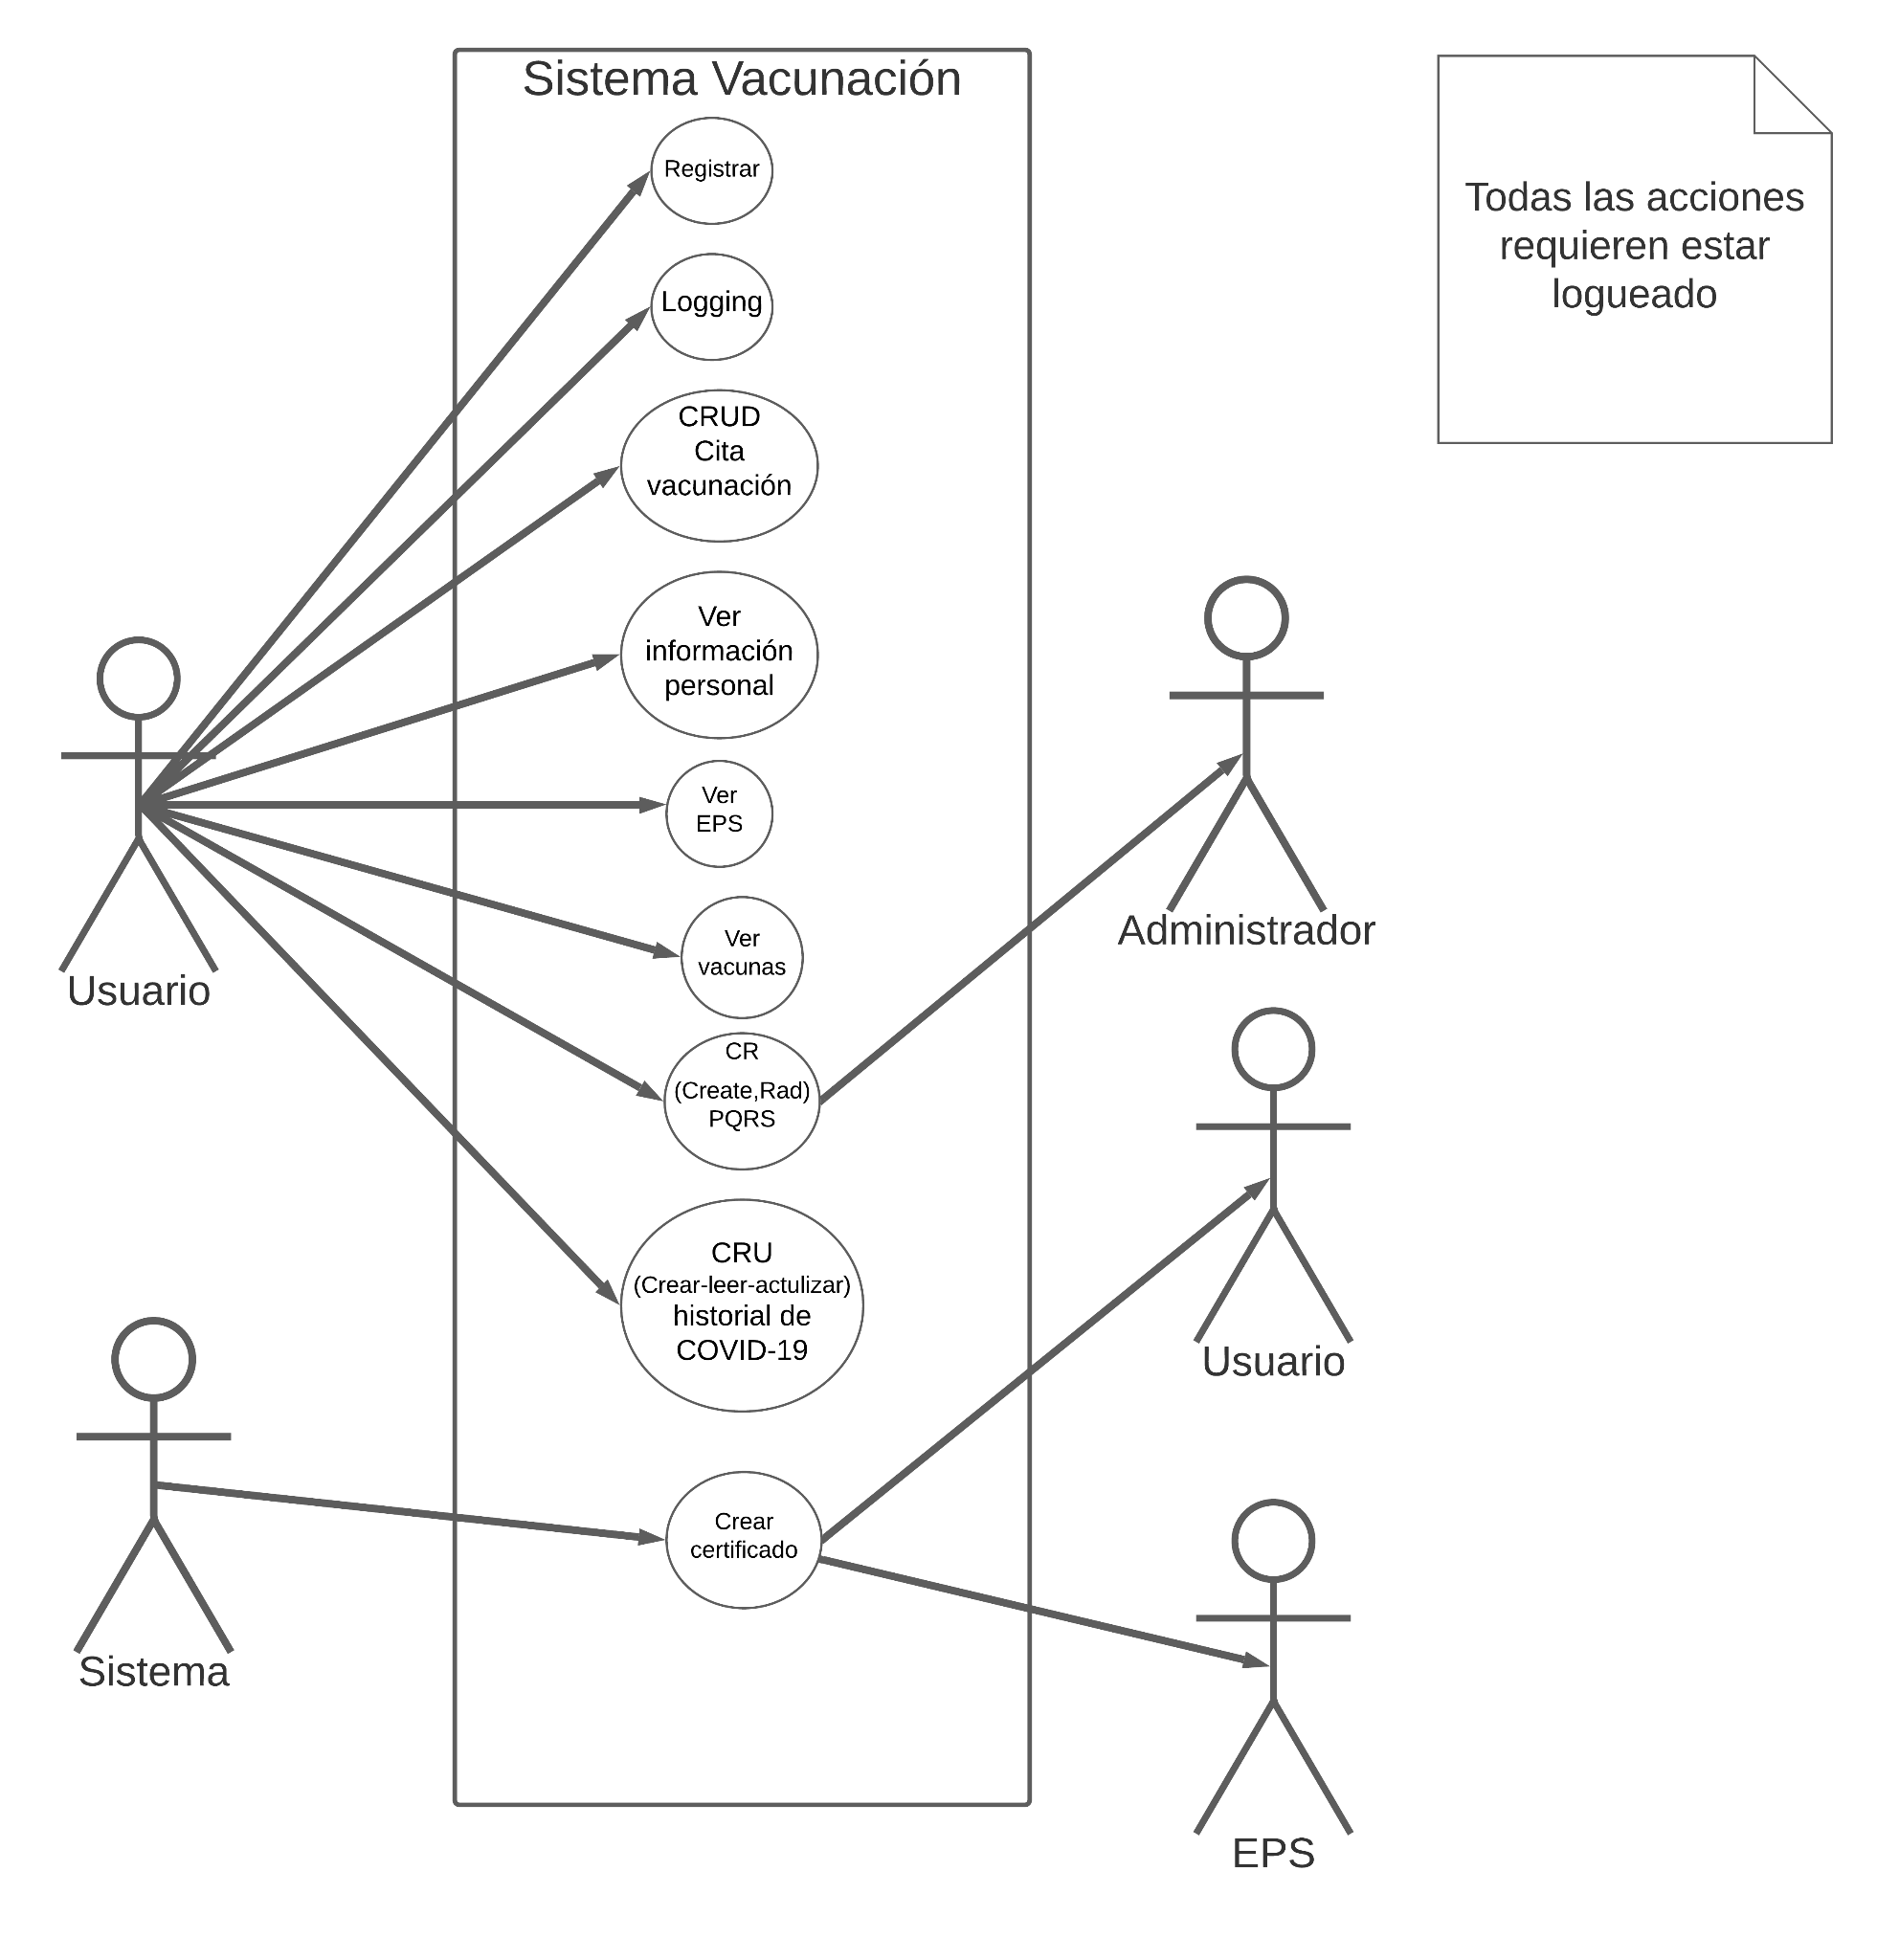 Sistema Vacunación
Registrar
Logging
CRUD
Cita
vacunación
Ver
información
personal
Ver
EPS
Ver
vacunas
CR
(Create,Rad)
PQRS
CRU
(Crear-leer-actulizar)
historial de
COVID-19
Crear
certificado
Usuario
Sistema
Todas las acciones
requieren estar
logueado
Administrador
Usuario
EPS